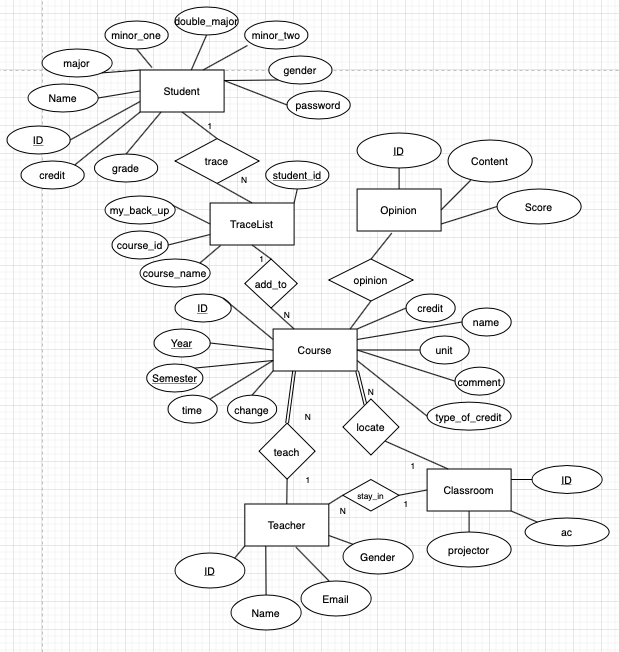 double_major
minor_one
minor_two
major
gender
Student
Name
password
1
ID
trace
credit
grade
N
student_id
ID
Content
my_back_up
TraceList
Opinion
Score
course_id
1
course_name
add_to
opinion
ID
N
credit
name
Year
Course
unit
Semester
comment
time
change
N
N
type_of_credit
locate
teach
1
1
stay_in
Classroom
ID
N
1
Teacher
ac
projector
Gender
ID
Email
Name